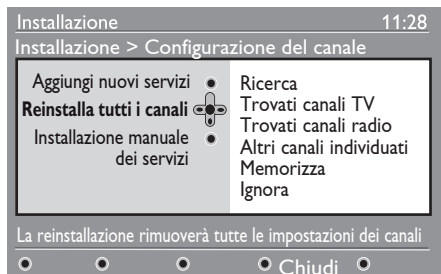 Installazione 11:28
Installazione > Configurazione del canale
Aggiungi nuovi servizi
Reinstalla tutti i canali
Installazione manuale
dei servizi
Ricerca
Trovati canali TV
Trovati canali radio
Altri canali individuati
Memorizza
Ignora
La reinstallazione rimuoverà tutte le impostazioni dei canali
Chiudi